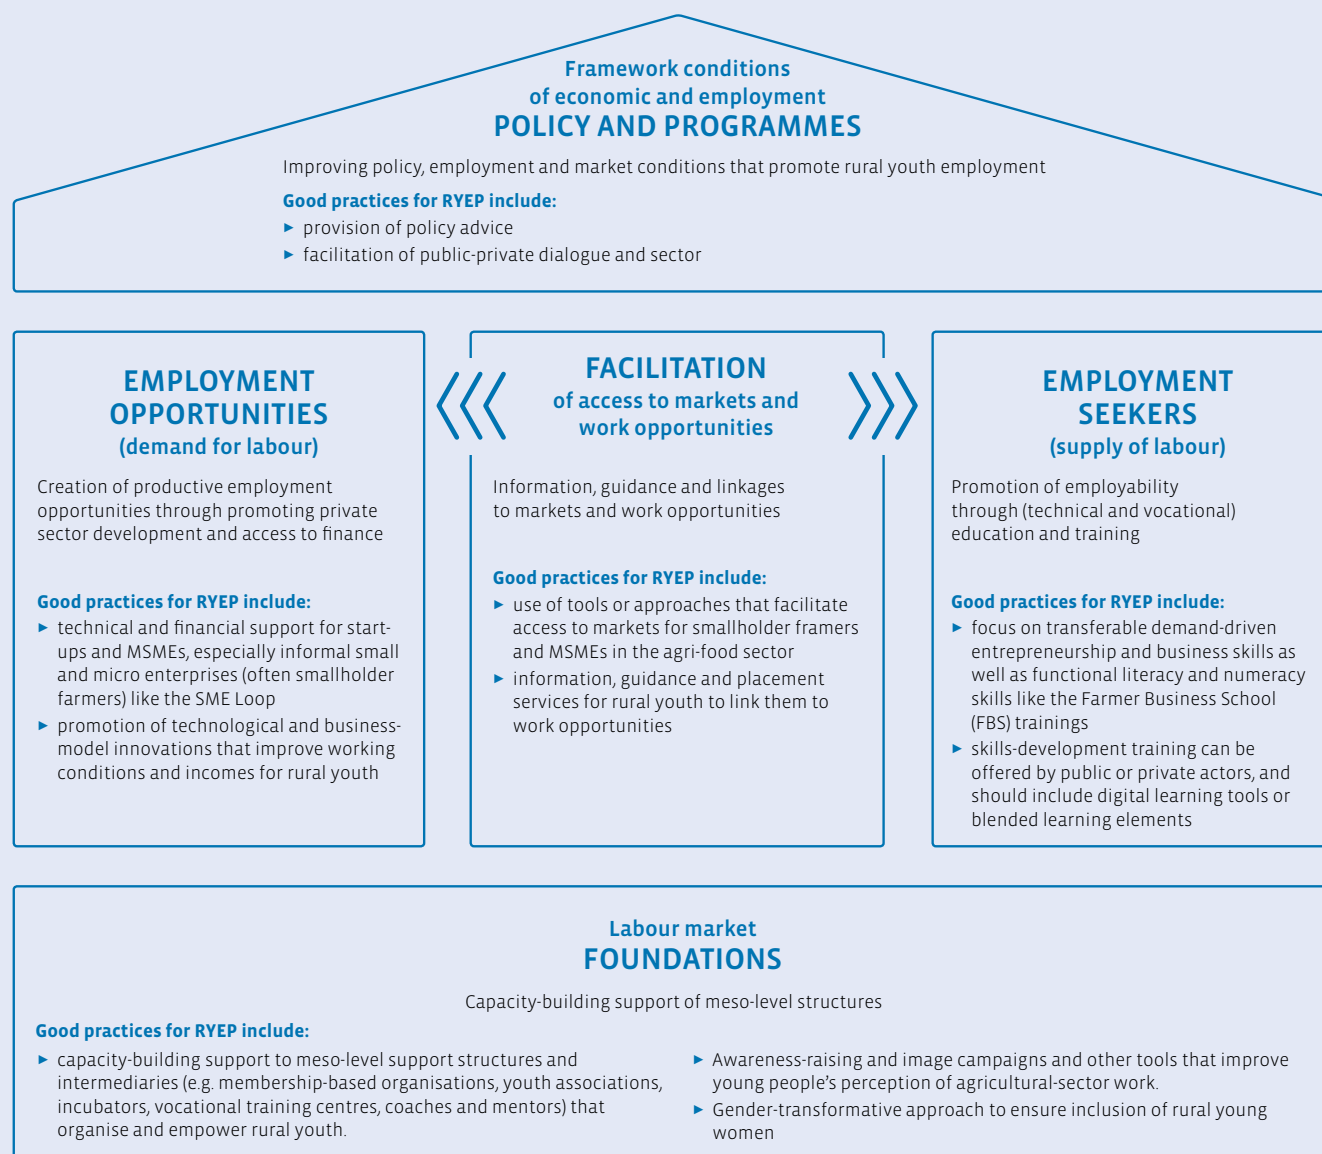 Framework conditions
of economic and employment
POLICY AND PROGRAMMES
Improving policy, employment and market conditions that promote rural youth employment
Good practices for RYEP include:
► provision of policy advice
► facilitation of public-private dialogue and sector
EMPLOYMENT
OPPORTUNITIES
(demand for labour)
Creation of productive employment
opportunities through promoting private
sector development and access to finance
Good practices for RYEP include:
► technical and financial support for start-
ups and MSMEs, especially informal small
and micro enterprises (often smallholder
farmers) like the SME Loop
► promotion of technological and business-
model innovations that improve working
conditions and incomes for rural youth
FACILITATION
of access to markets and
work opportunities
Information, guidance and linkages
to markets and work opportunities
Good practices for RYEP include:
► use of tools or approaches that facilitate
access to markets for smallholder framers
and MSMEs in the agri-food sector
► information, guidance and placement
services for rural youth to link them to
work opportunities
EMPLOYMENT
SEEKERS
(supply of labour)
Promotion of employability
through (technical and vocational)
education and training
Good practices for RYEP include:
► focus on transferable demand-driven
entrepreneurship and business skills as
well as functional literacy and numeracy
skills like the Farmer Business School
(FBS) trainings
► skills-development training can be
offered by public or private actors, and
should include digital learning tools or
blended learning elements
Labour market
FOUNDATIONS
Capacity-building support of meso-level structures
Good practices for RYEP include:
► capacity-building support to meso-level support structures and
intermediaries (e.g. membership-based organisations, youth associations,
incubators, vocational training centres, coaches and mentors) that
organise and empower rural youth.
► Awareness-raising and image campaigns and other tools that improve
young people's perception of agricultural-sector work.
► Gender-transformative approach to ensure inclusion of rural young
women